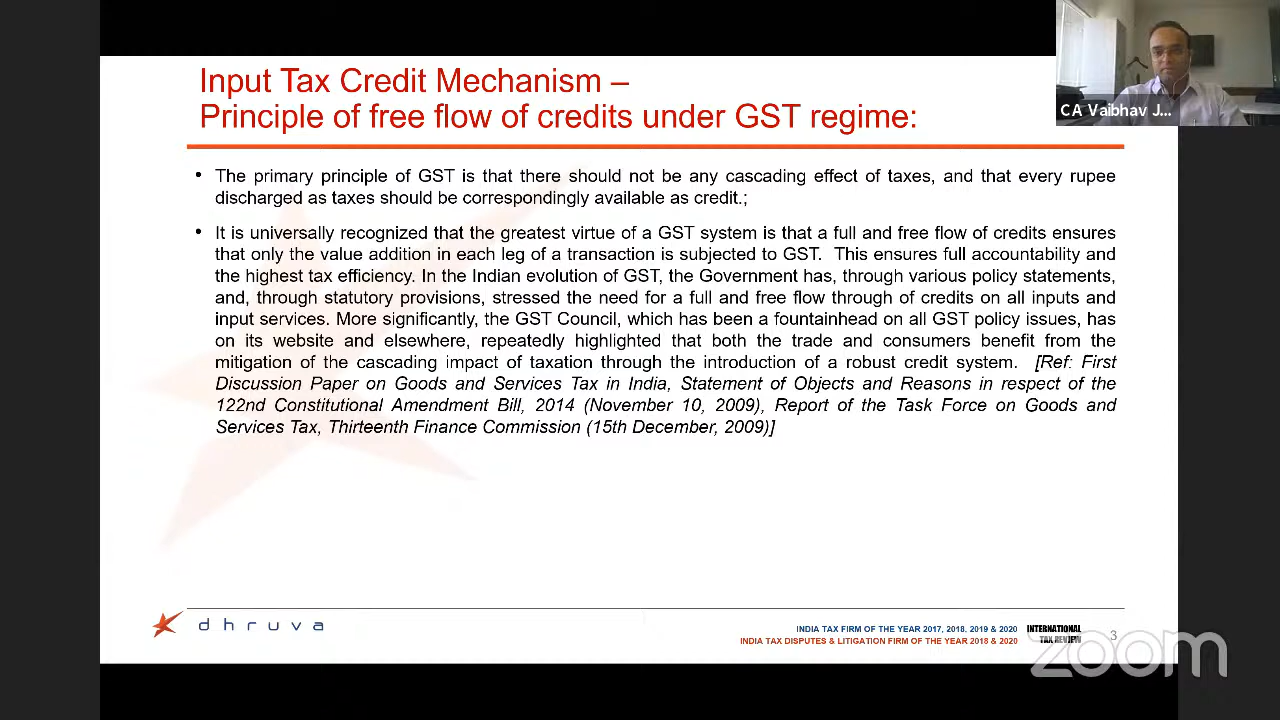 Input Tax Credit Mechanism –
Principle of free flow of credits under GST regime:
CA Vaibhav J...
• The primary principle of GST is that there should not be any cascading effect of taxes, and that every rupee
discharged as taxes should be correspondingly available as credit.;
• It is universally recognized that the greatest virtue of a GST system is that a full and free flow of credits ensures
that only the value addition in each leg of a transaction is subjected to GST. This ensures full accountability and
the highest tax efficiency. In the Indian evolution of GST, the Government has, through various policy statements,
and, through statutory provisions, stressed the need for a full and free flow through of credits on all inputs and
input services. More significantly, the GST Council, which has been a fountainhead on all GST policy issues, has
on its website and elsewhere, repeatedly highlighted that both the trade and consumers benefit from the
mitigation of the cascading impact of taxation through the introduction of a robust credit system. [Ref: First
Discussion Paper on Goods and Services Tax in India, Statement of Objects and Reasons in respect of the
122nd Constitutional Amendment Bill, 2014 (November 10, 2009), Report of the Task Force on Goods and
Services Tax, Thirteenth Finance Commission (15th December, 2009)]
dhruva
INDIA TAX FIRM OF THE YEAR 2017, 2018, 2019 & 2020
INDIA TAX DISPUTES & LITIGATION FIRM OF THE YEAR 2018 & 2020
INTERNATIONAL
TAX REVIEW
3
zoom